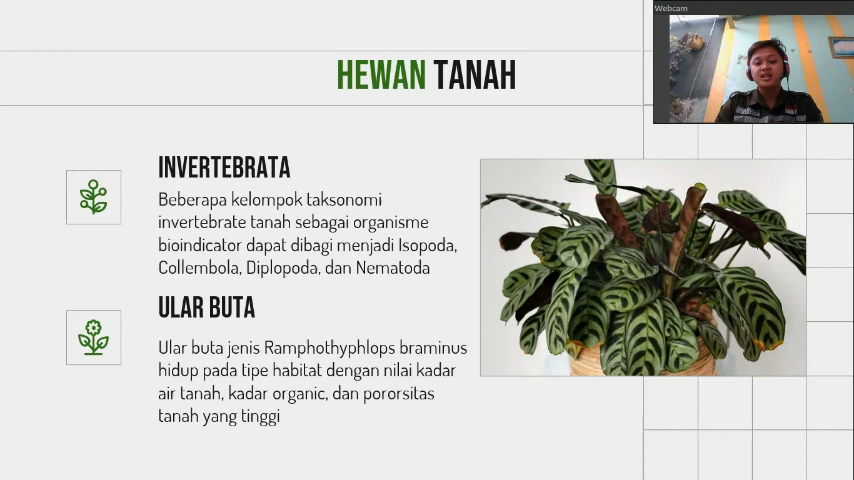 Webcam
HEWAN TANAH
INVERTEBRATA
Beberapa kelompok taksonomi
invertebrate tanah sebagai organisme
bioindicator dapat dibagi menjadi Isopoda,
Collembola, Diplopoda, dan Nematoda
ULAR BUTA
Ular buta jenis Ramphothyphlops braminus
hidup pada tipe habitat dengan nilai kadar
air tanah, kadar organic, dan pororsitas
tanah yang tinggi